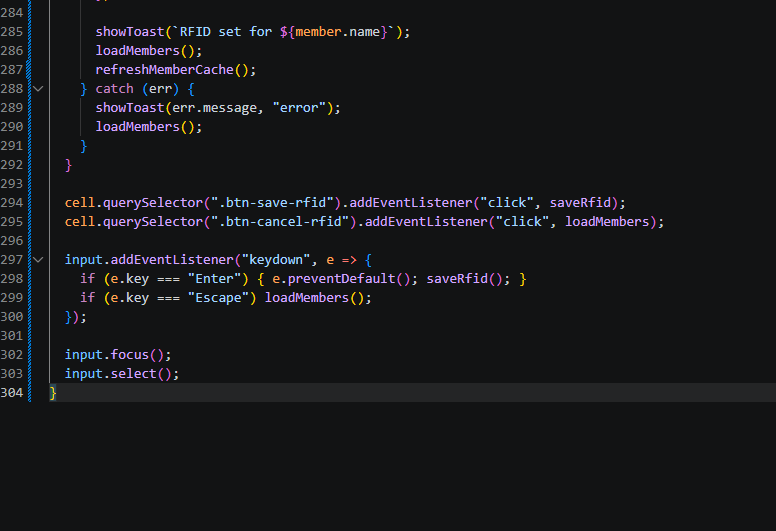 284
285 showToast(`RFID set for ${member.name}`);
286 loadMembers();
287 refreshMemberCache();
288 } catch (err) {
289 showToast(err.message, "error");
290 loadMembers();
291 }
292 }
293
294 cell.querySelector(".btn-save-rfid").addEventListener("click", saveRfid);
295 cell.querySelector(".btn-cancel-rfid").addEventListener("click", loadMembers);
296
297 input.addEventListener("keydown", e => {
298 if (e.key === "Enter") { e.preventDefault(); saveRfid(); }
299 if (e.key === "Escape") loadMembers();
300 });
301
302 input.focus();
303 input.select();
304 }